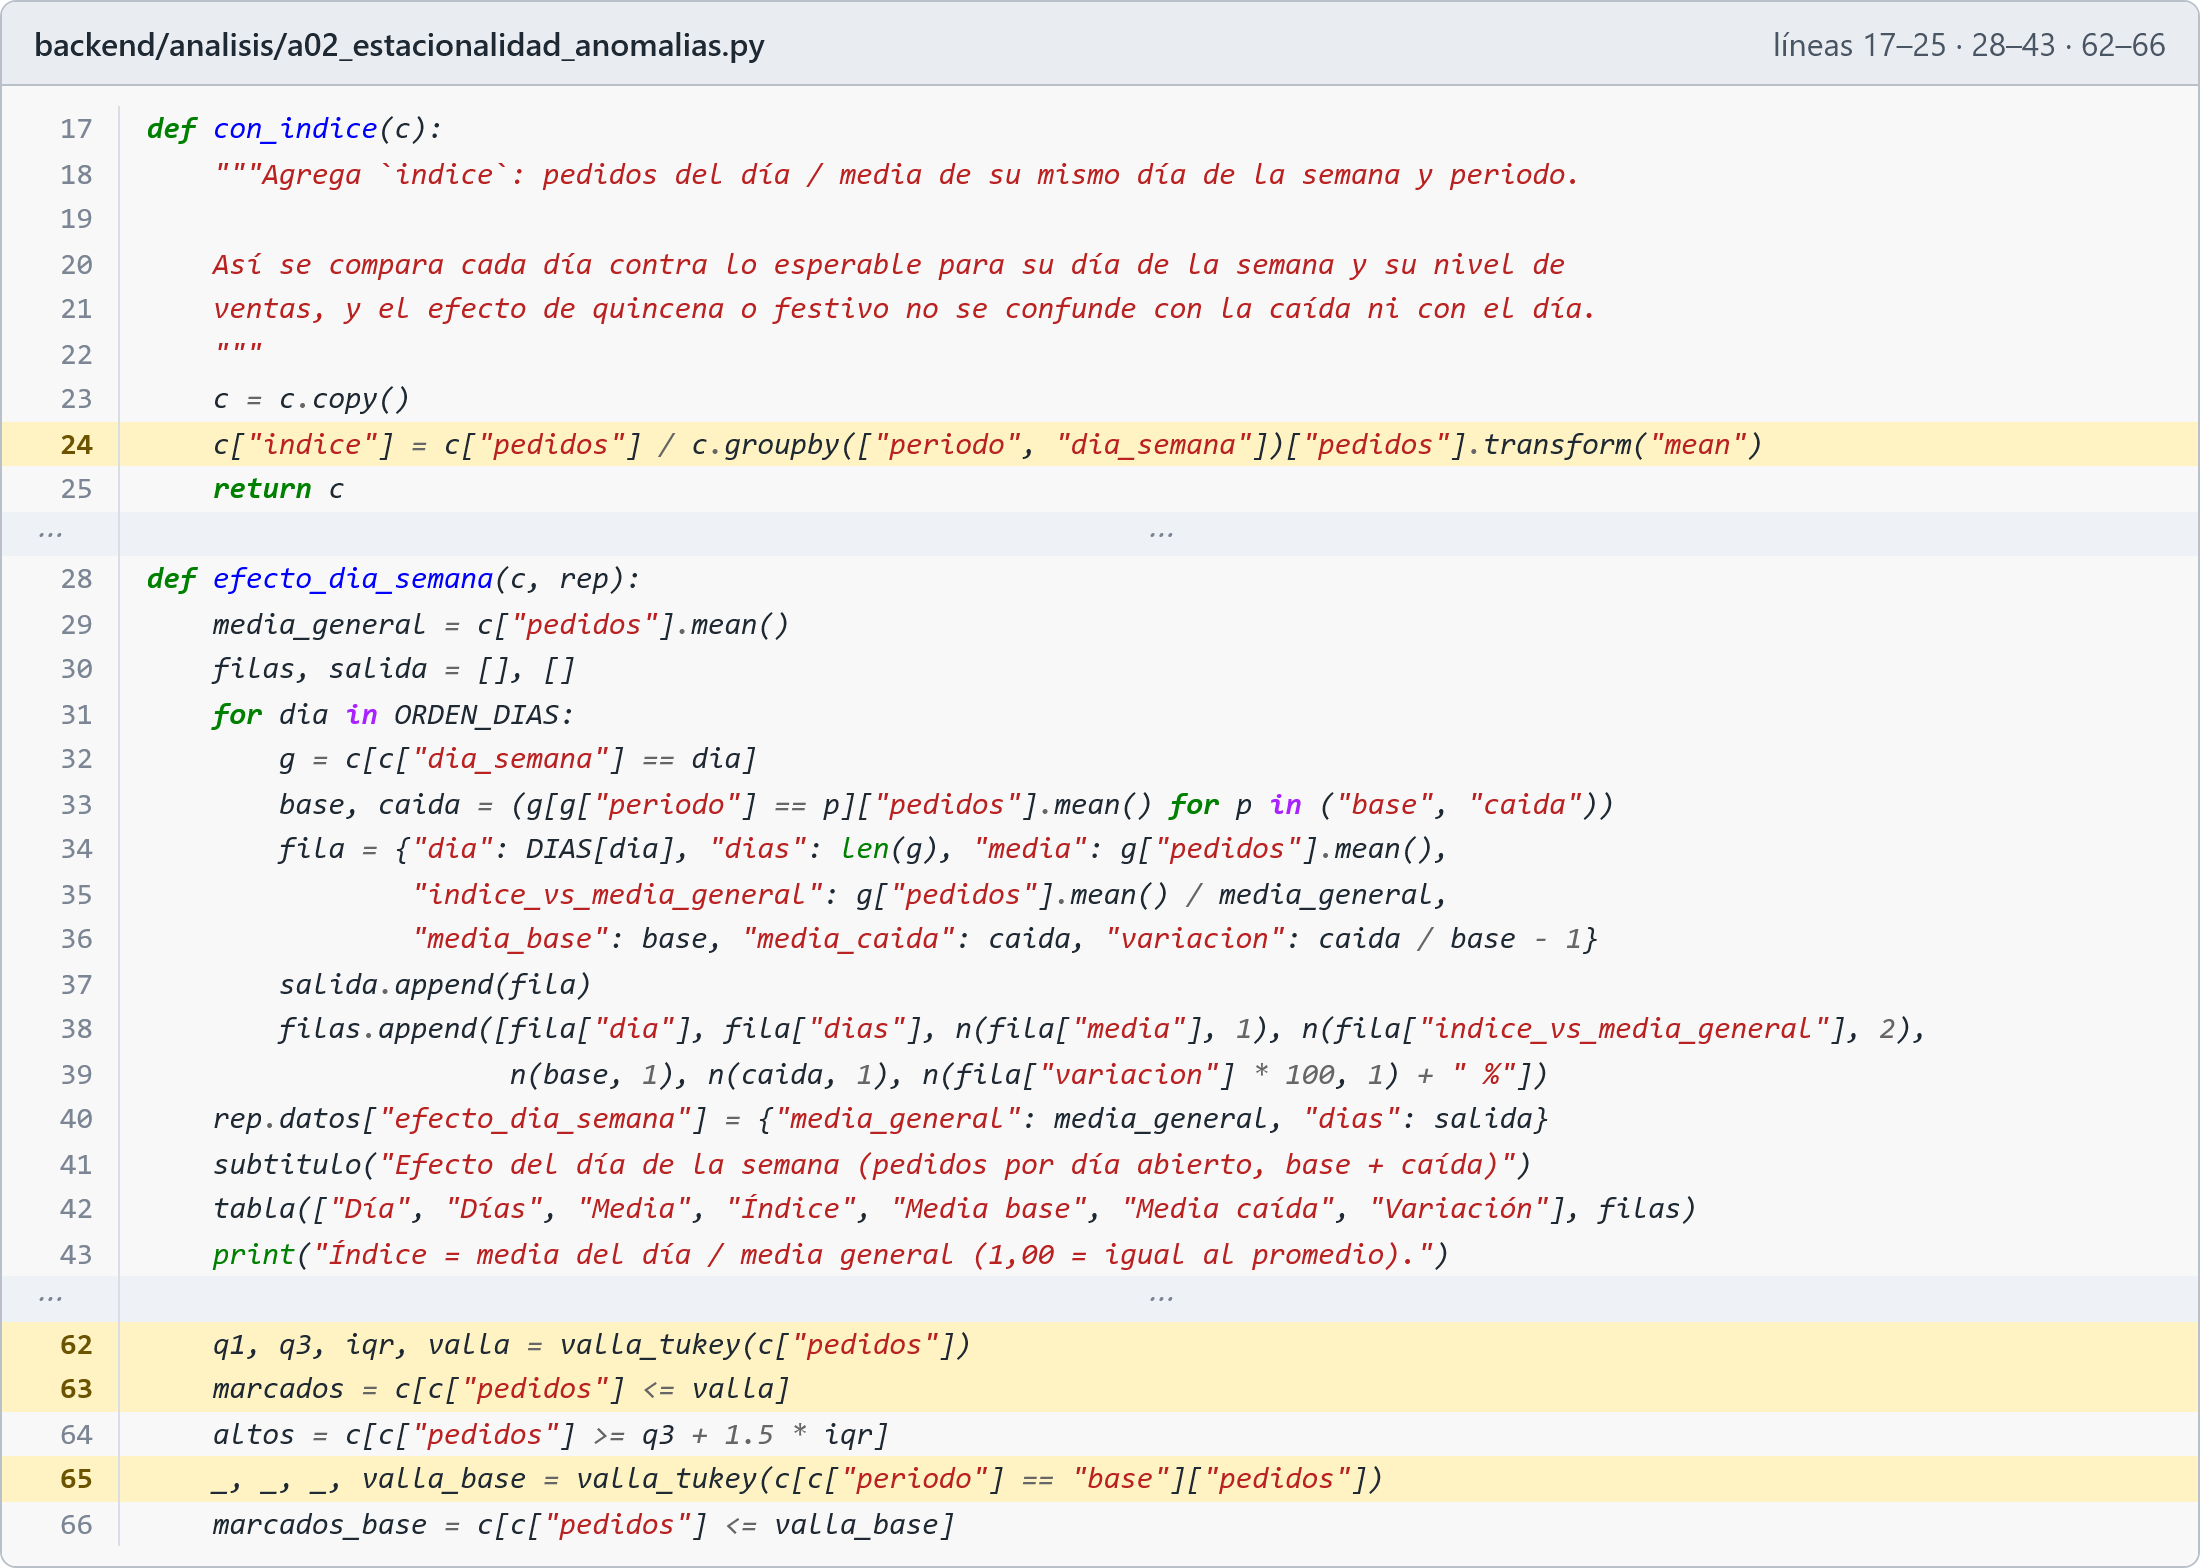 backend/analisis/a02_estacionalidad_anomalias.py líneas 17–25 · 28–43 · 62–66
17 def con_indice(c):
18     """Agrega `indice`: pedidos del día / media de su mismo día de la semana y periodo.
19
20     Así se compara cada día contra lo esperable para su día de la semana y su nivel de
21     ventas, y el efecto de quincena o festivo no se confunde con la caída ni con el día.
22     """
23     c = c.copy()
24     c["indice"] = c["pedidos"] / c.groupby(["periodo", "dia_semana"])["pedidos"].transform("mean")
25     return c
... ...
28 def efecto_dia_semana(c, rep):
29     media_general = c["pedidos"].mean()
30     filas, salida = [], []
31     for dia in ORDEN_DIAS:
32         g = c[c["dia_semana"] == dia]
33         base, caida = (g[g["periodo"] == p]["pedidos"].mean() for p in ("base", "caida"))
34         fila = {"dia": DIAS[dia], "dias": len(g), "media": g["pedidos"].mean(),
35                 "indice_vs_media_general": g["pedidos"].mean() / media_general,
36                 "media_base": base, "media_caida": caida, "variacion": caida / base - 1}
37         salida.append(fila)
38         filas.append([fila["dia"], fila["dias"], n(fila["media"], 1), n(fila["indice_vs_media_general"], 2),
39                       n(base, 1), n(caida, 1), n(fila["variacion"] * 100, 1) + " %"])
40     rep.datos["efecto_dia_semana"] = {"media_general": media_general, "dias": salida}
41     subtitulo("Efecto del día de la semana (pedidos por día abierto, base + caída)")
42     tabla(["Día", "Días", "Media", "Índice", "Media base", "Media caída", "Variación"], filas)
43     print("Índice = media del día / media general (1,00 = igual al promedio).")
... ...
62     q1, q3, iqr, valla = valla_tukey(c["pedidos"])
63     marcados = c[c["pedidos"] <= valla]
64     altos = c[c["pedidos"] >= q3 + 1.5 * iqr]
65     _, _, _, valla_base = valla_tukey(c[c["periodo"] == "base"]["pedidos"])
66     marcados_base = c[c["pedidos"] <= valla_base]